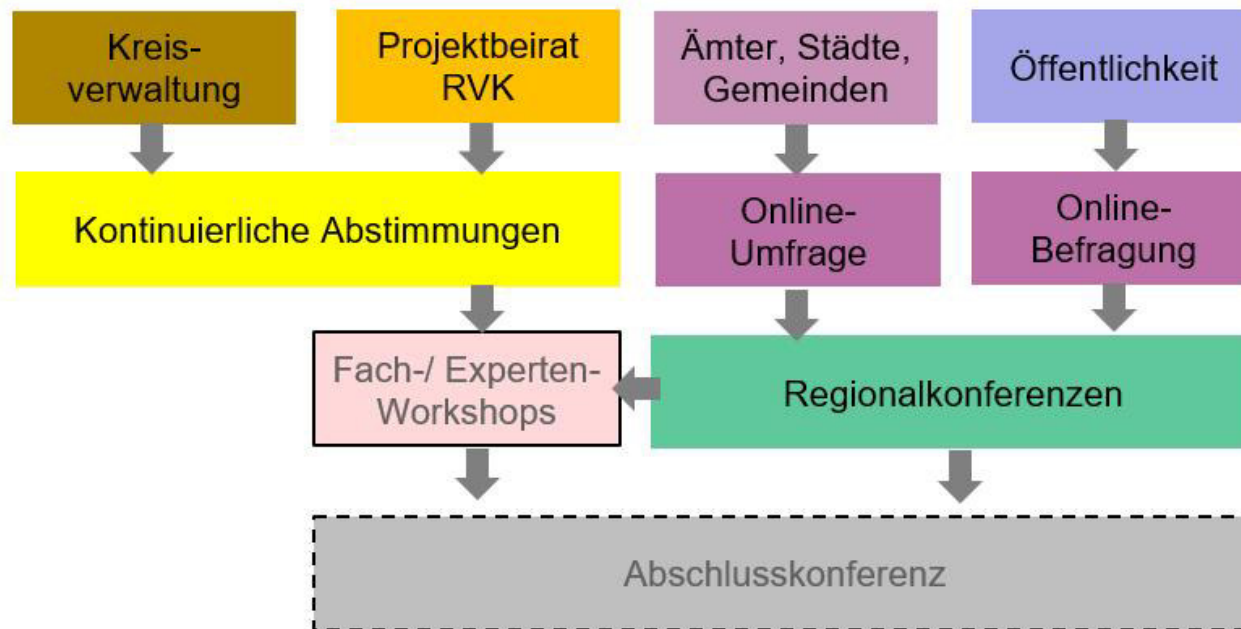 Kreis-
verwaltung
Projektbeirat
RVK
Ämter, Städte,
Gemeinden
Öffentlichkeit
Kontinuierliche Abstimmungen
Online-
Umfrage
Online-
Befragung
Fach-/ Experten-
Workshops
Regionalkonferenzen
Abschlusskonferenz